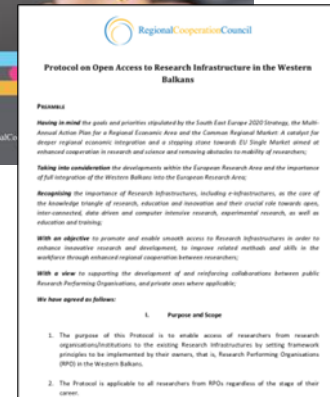 RegionalCooperationCouncil
Protocol on Open Access to Research Infrastructure in the Western
Balkans
PREAMBLE
Having in mind the goals and priorities stipulated by the South East Europe 2020 Strategy, the Multi-
Annual Action Plan for a Regional Economic Area and the Common Regional Market: A catalyst for
deeper regional economic integration and a stepping stone towards EU Single Market aimed at
enhanced cooperation in research and science and removing obstacles to mobility of researchers;
Taking into consideration the developments within the European Research Area and the importance
of full integration of the Western Balkans into the European Research Area;
Recognising the importance of Research Infrastructures, including e-infrastructures, as the core of
the knowledge triangle of research, education and innovation and their crucial role towards open,
inter-connected, data driven and computer intensive research, experimental research, as well as
education and training;
With an objective to promote and enable smooth access to Research Infrastructures in order to
enhance innovative research and development, to improve related methods and skills in the
workforce through enhanced regional cooperation between researchers;
With a view to supporting the development of and reinforcing collaborations between public
Research Performing Organisations, and private ones where applicable;
We have agreed as follows:
I. Purpose and Scope
1. The purpose of this Protocol is to enable access of researchers from research
organisations/institutions to the existing Research Infrastructures by setting framework
principles to be implemented by their owners, that is, Research Performing Organisations
(RPO) in the Western Balkans.
2. The Protocol is applicable to all researchers from RPOs regardless of the stage of their
career.